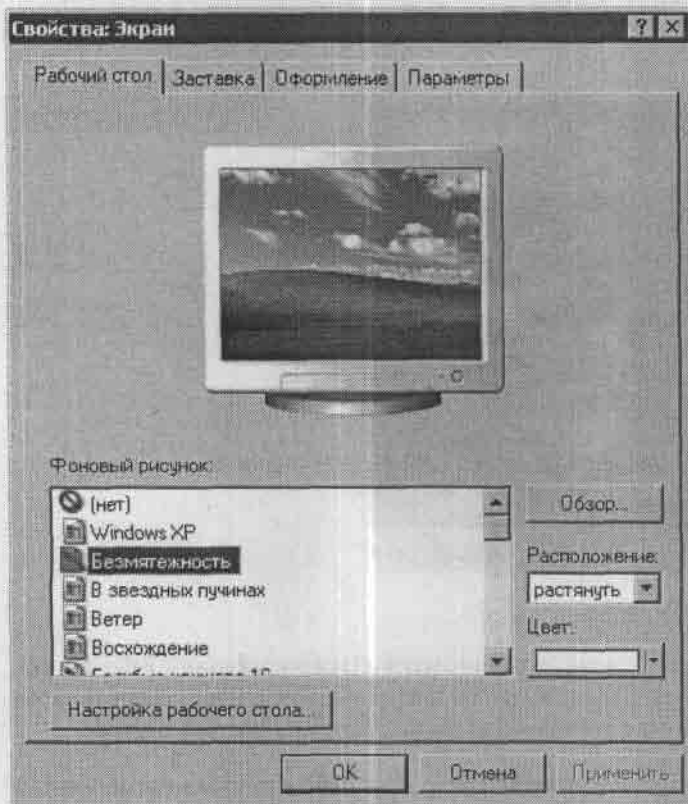 Свойства: Экран
Рабочий стол Заставка Оформление Параметры
Фоновый рисунок:
(нет)
Windows XP
Безмятежность
В звездных пучинах
Ветер
Восхождение
Обзор...
Расположение:
растянуть
Цвет:
Настройка рабочего стола...
OK Отмена Применить